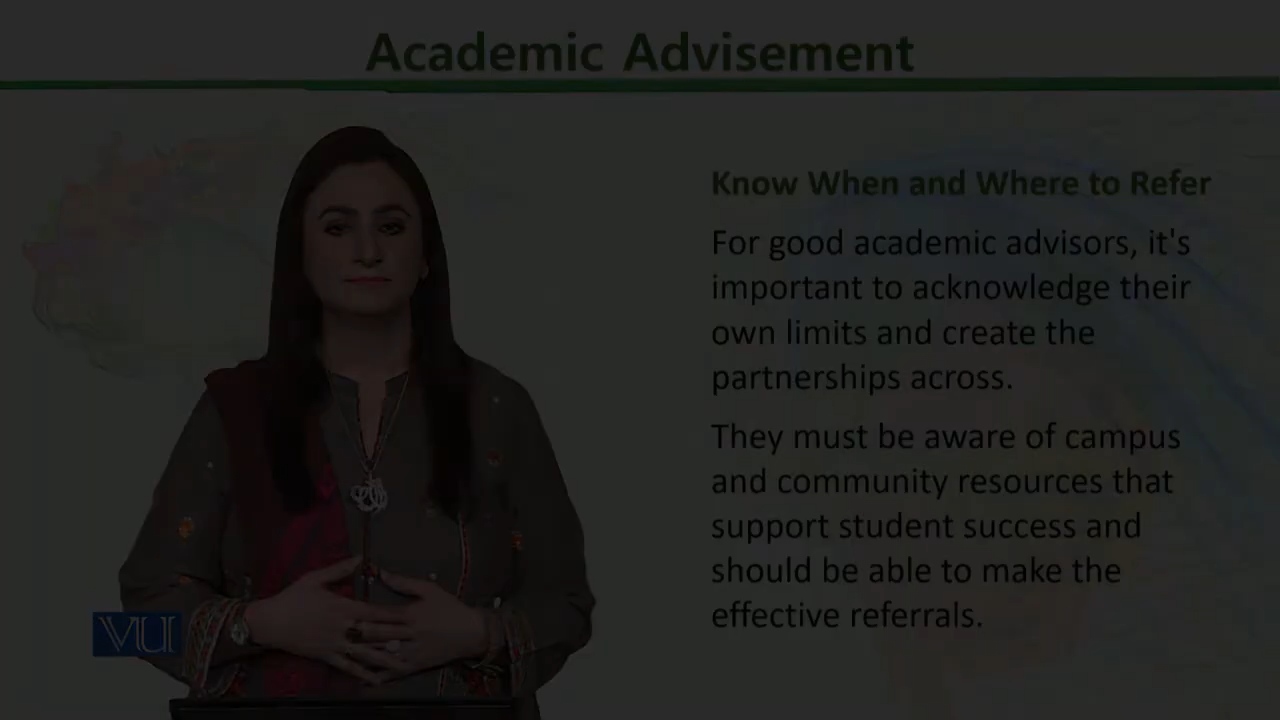 Academic Advisement
Know When and Where to Refer
For good academic advisors, it's
important to acknowledge their
own limits and create the
partnerships across.
They must be aware of campus
and community resources that
support student success and
should be able to make the
effective referrals.
VU